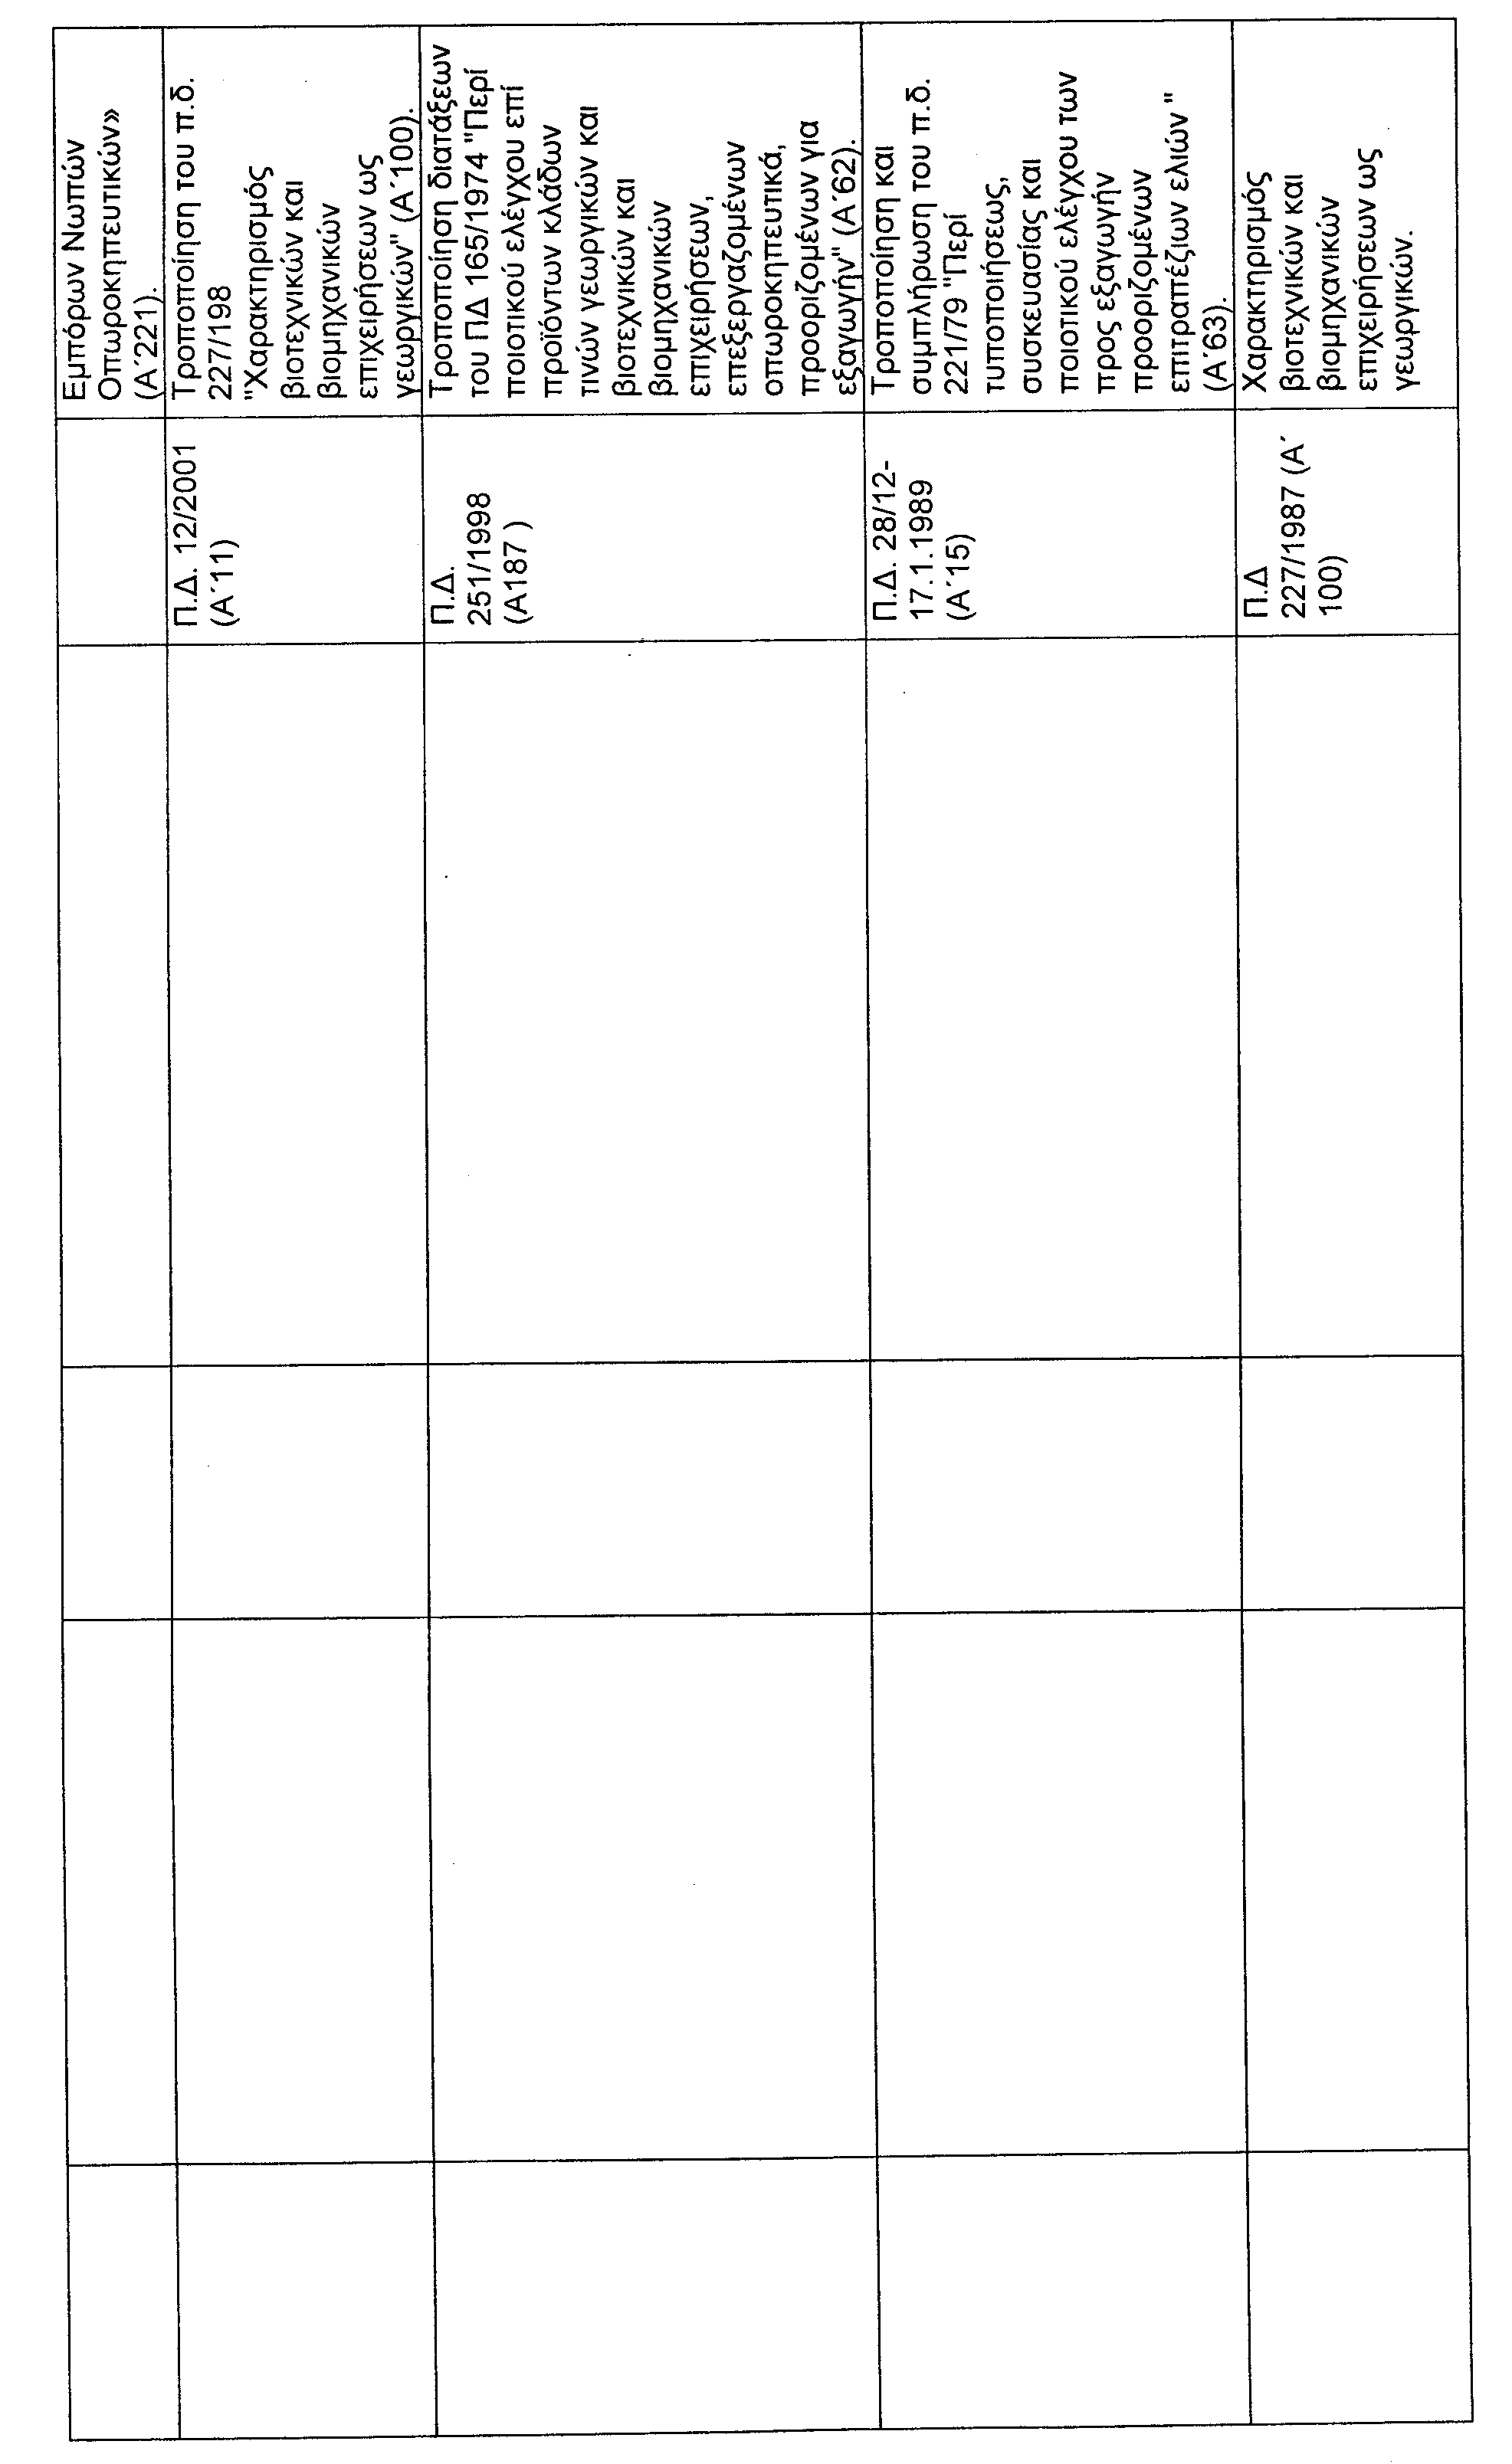 Εμπόρων Νωπών
Οπωροκηπευτικών»
(Α΄221).
Π.Δ. 12/2001
(Α΄11)
Τροποποίηση του π.δ.
227/198
"Χαρακτηρισμός
βιοτεχνικών και
βιομηχανικών
επιχειρήσεων ως
γεωργικών" (Α΄100).
Π.Δ.
251/1998
(Α187 )
Τροποποίηση διατάξεων
του ΠΔ 165/1974 "Περί
ποιοτικού ελέγχου επί
προϊόντων κλάδων
τινών γεωργικών και
βιοτεχνικών και
βιομηχανικών
επιχειρήσεων,
επεξεργαζομένων
οπωροκηπευτικά,
προοριζομένων για
εξαγωγήν" (Α΄62).
Π.Δ. 28/12-
17.1.1989
(Α΄15)
Τροποποίηση και
συμπλήρωση του π.δ.
221/79 "Περί
τυποποιήσεως,
συσκευασίας και
ποιοτικού ελέγχου των
προς εξαγωγήν
προοριζομένων
επιτραπέζιων ελιών "
(Α΄63).
Π.Δ
227/1987 (Α΄
100)
Χαρακτηρισμός
βιοτεχνικών και
βιομηχανικών
επιχειρήσεων ως
γεωργικών.